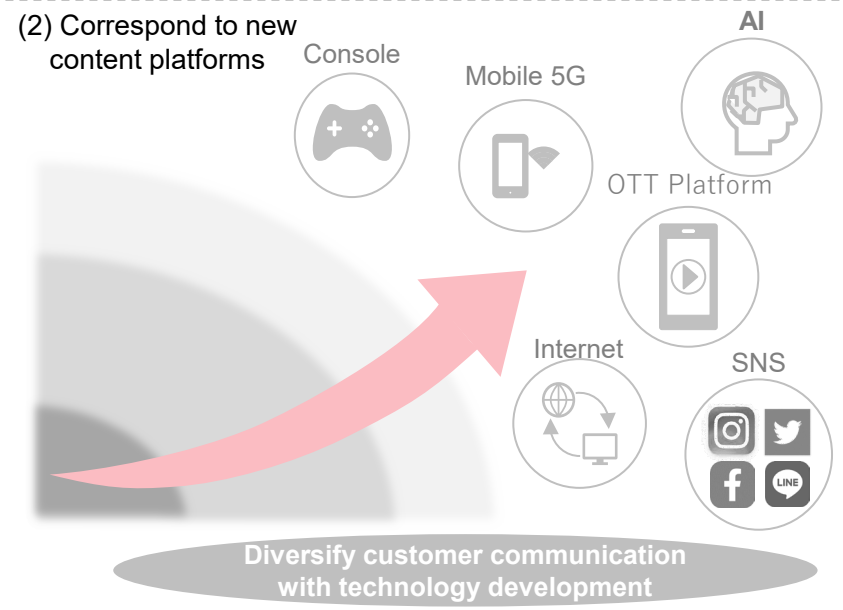 (2) Correspond to new
content platforms
Console
Mobile 5G
AI
OTT Platform
Internet
SNS
LINE
Diversify customer communication
with technology development